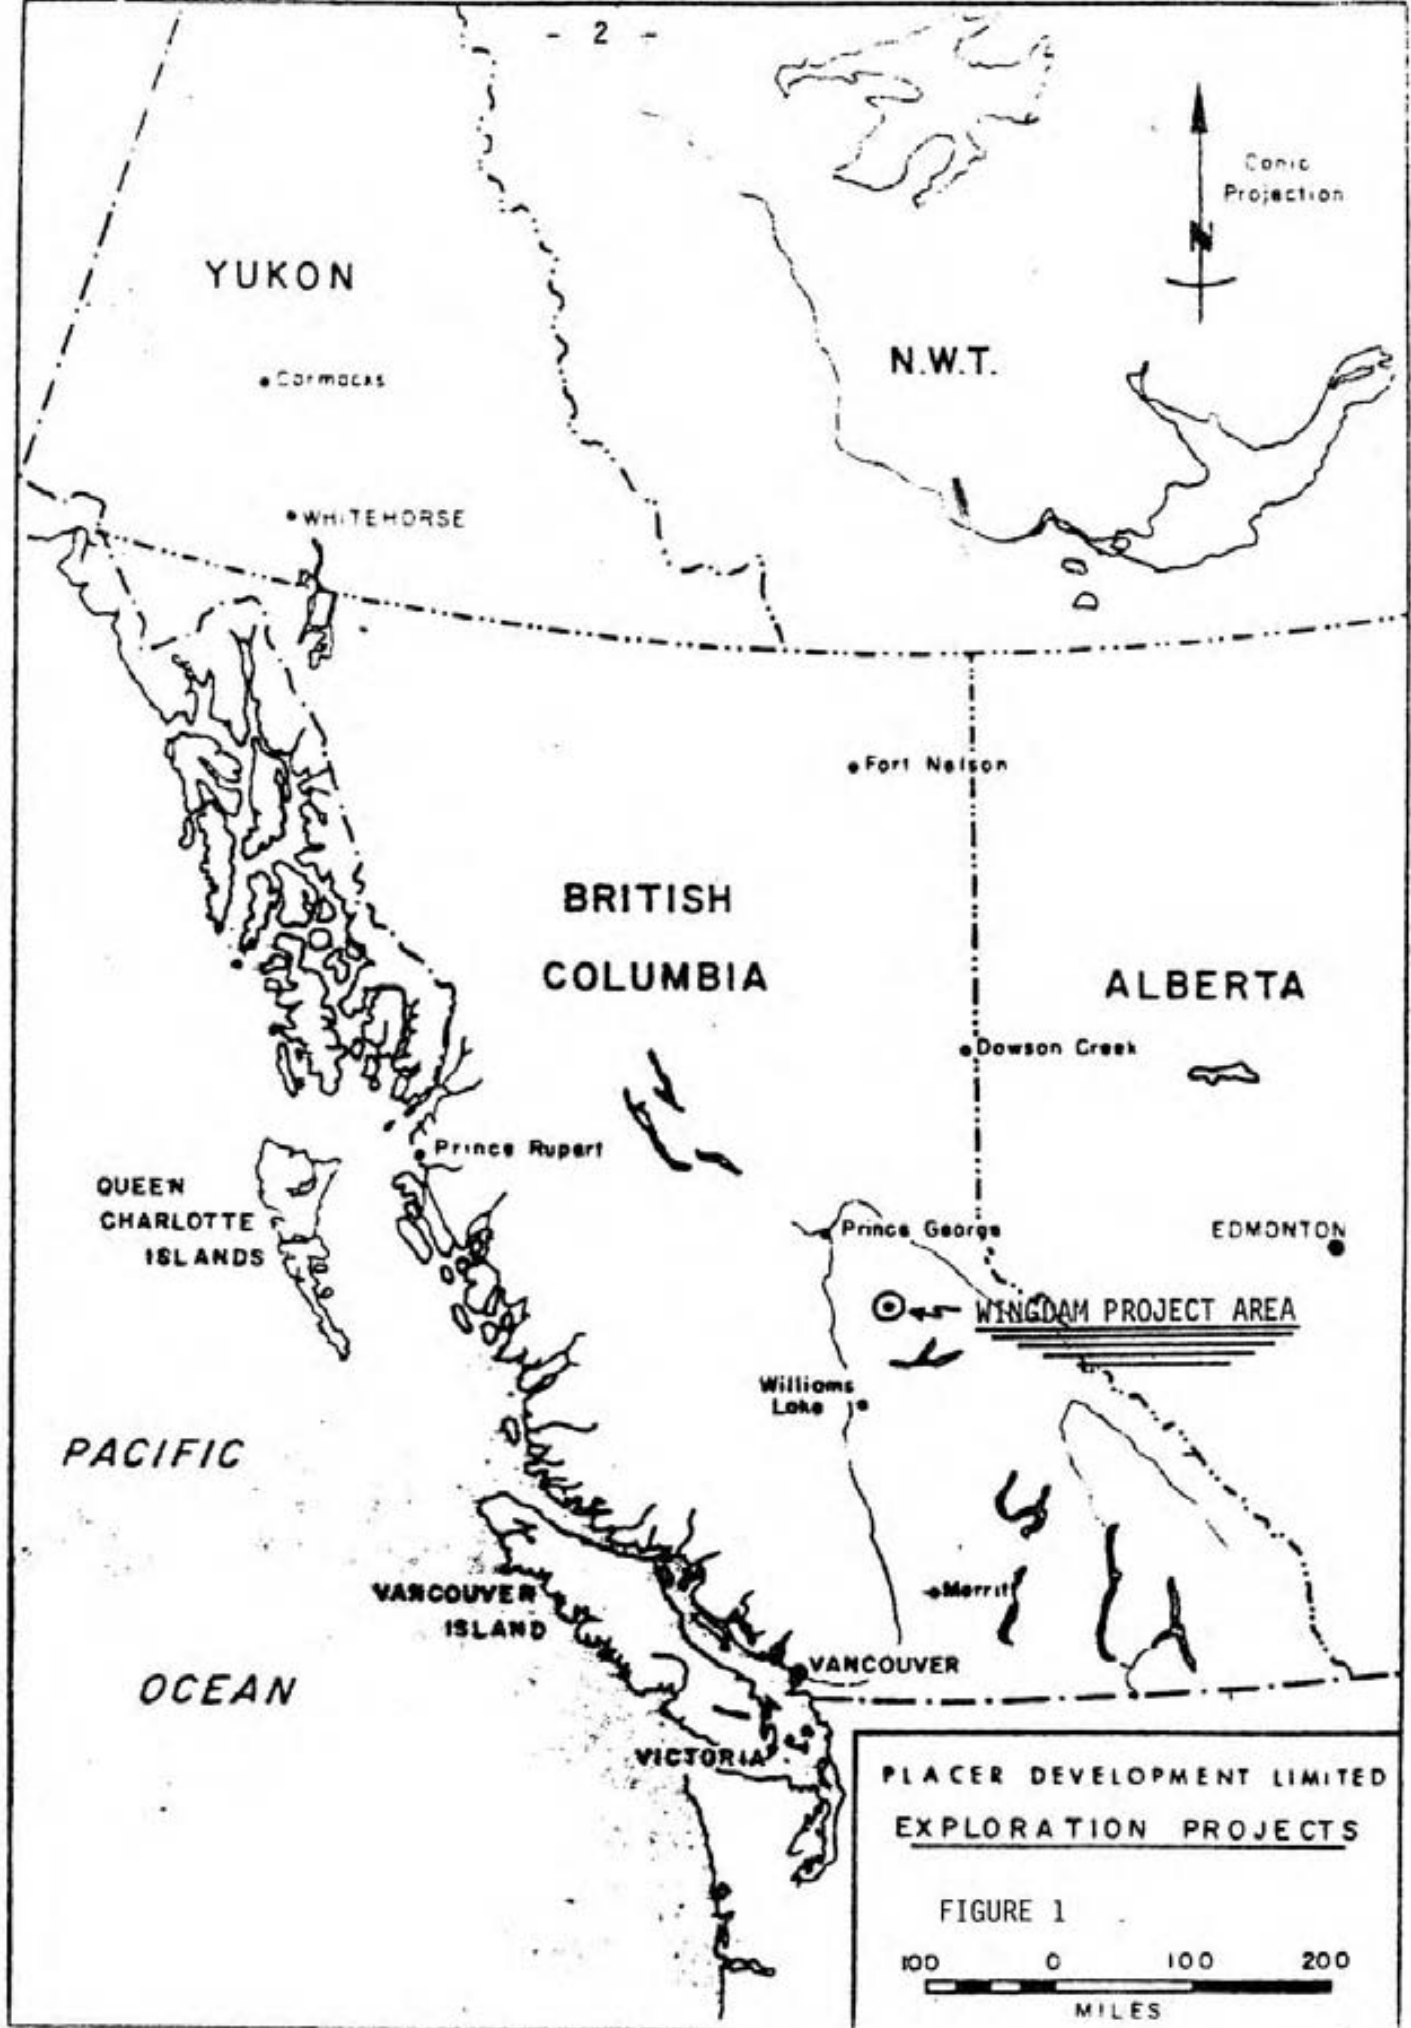 - 2 -
Conic
Projection
N
YUKON
N.W.T.
Carmacks
WHITEHORSE
Fort Nelson
BRITISH
COLUMBIA
ALBERTA
Dawson Creek
Prince Rupert
QUEEN
CHARLOTTE
ISLANDS
Prince George
EDMONTON
WINGDAM PROJECT AREA
Williams
Lake
PACIFIC
OCEAN
VANCOUVER
ISLAND
Merritt
VANCOUVER
VICTORIA
PLACER DEVELOPMENT LIMITED
EXPLORATION PROJECTS
FIGURE 1
100 0 100 200
MILES